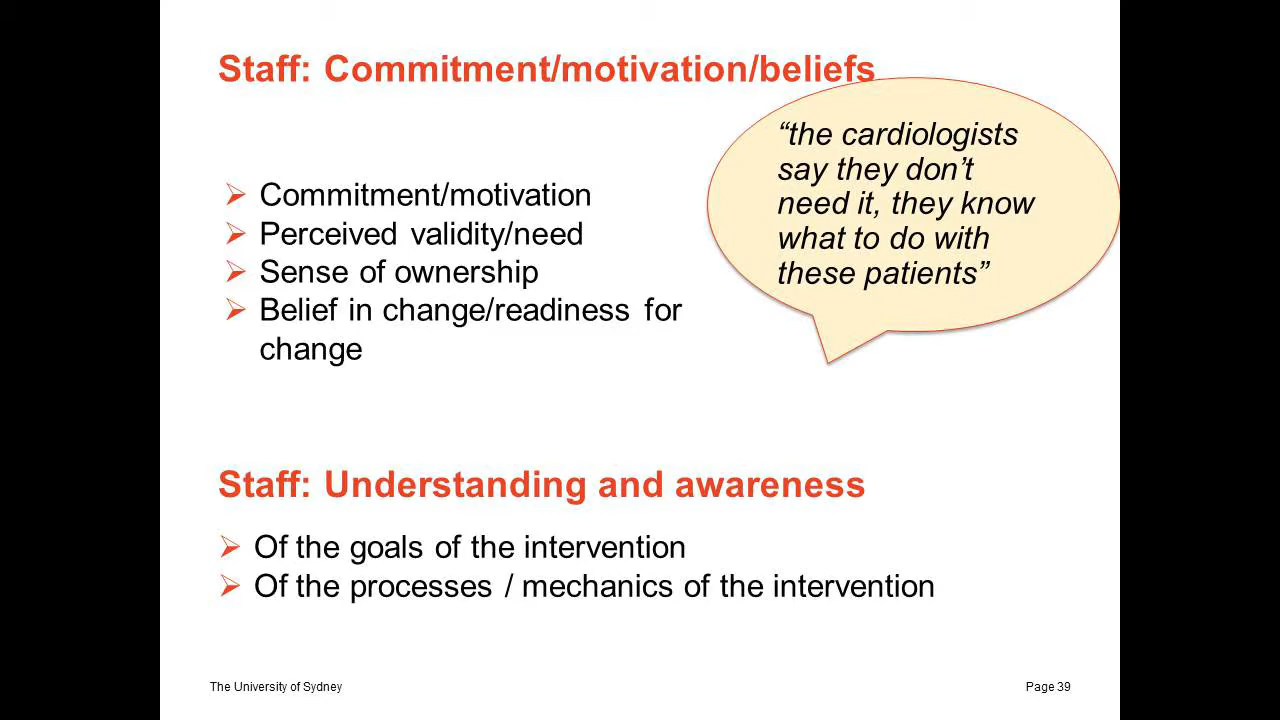 Staff: Commitment/motivation/beliefs
“the cardiologists
say they don’t
need it, they know
what to do with
these patients”
➢ Commitment/motivation
➢ Perceived validity/need
➢ Sense of ownership
➢ Belief in change/readiness for
change
Staff: Understanding and awareness
➢ Of the goals of the intervention
➢ Of the processes / mechanics of the intervention
The University of Sydney
Page 39